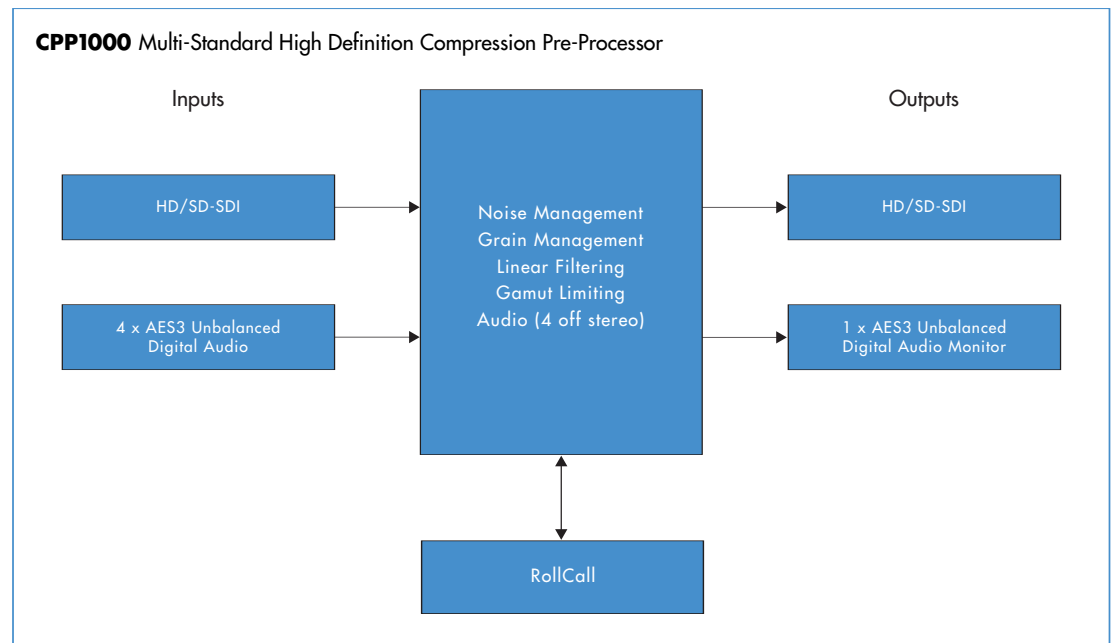 CPP1000 Multi-Standard High Definition Compression Pre-Processor
Inputs
Outputs
HD/SD-SDI
4 x AES3 Unbalanced
Digital Audio
Noise Management
Grain Management
Linear Filtering
Gamut Limiting
Audio (4 off stereo)
HD/SD-SDI
1 x AES3 Unbalanced
Digital Audio Monitor
RollCall